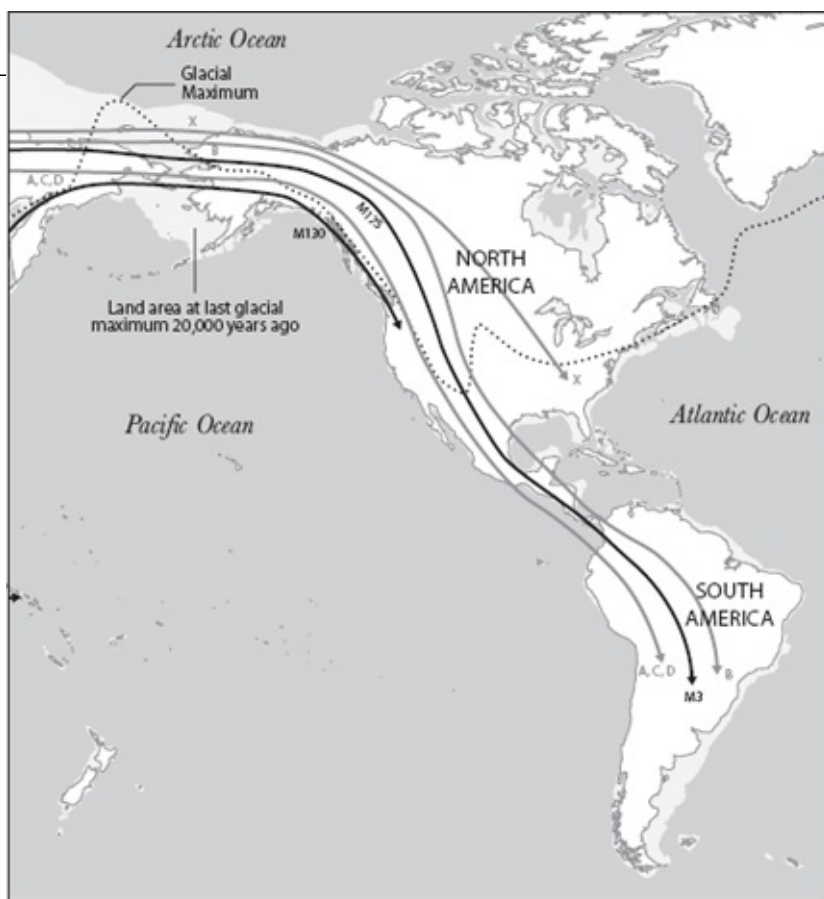 Arctic Ocean
Glacial
Maximum
X
B
A, C, D
M175
M130
NORTH
AMERICA
Land area at last glacial
maximum 20,000 years ago
X
Pacific Ocean
Atlantic Ocean
SOUTH
AMERICA
A, C, D
B
M3